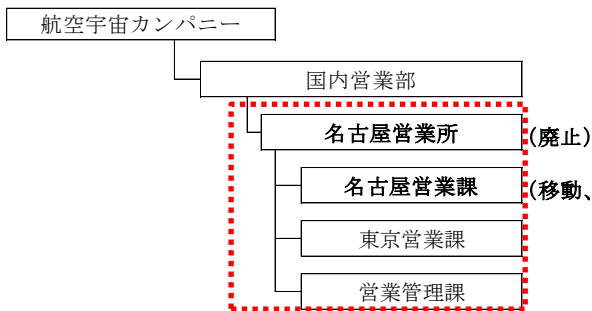 航空宇宙カンパニー
国内営業部
名古屋営業所 (廃止)
名古屋営業課 (移動、
東京営業課
営業管理課